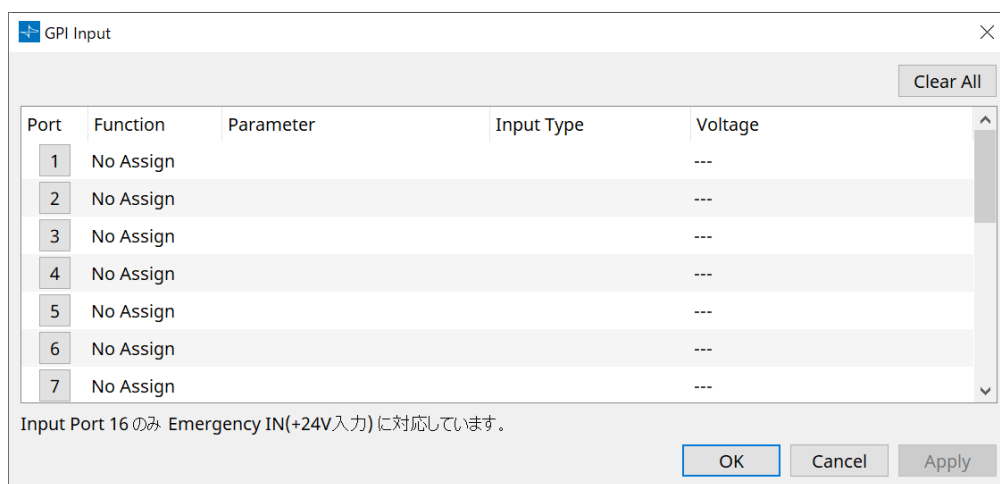 GPI Input
Clear All
Port Function Parameter Input Type Voltage
1 No Assign ---
2 No Assign ---
3 No Assign ---
4 No Assign ---
5 No Assign ---
6 No Assign ---
7 No Assign ---
Input Port 16 のみ Emergency IN(+24V入力) に対応しています。
OK Cancel Apply